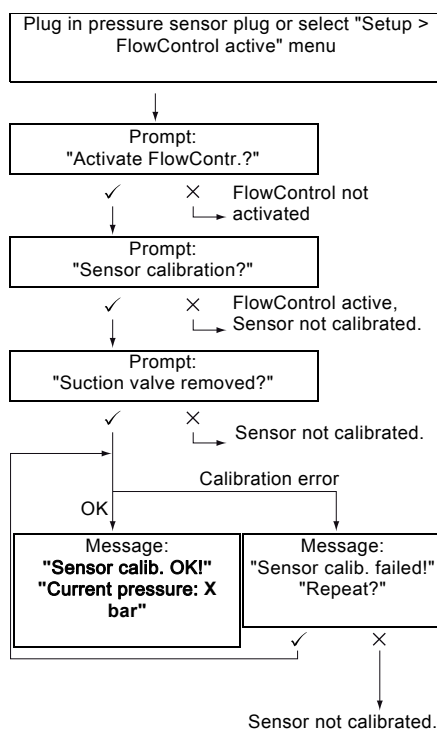 Plug in pressure sensor plug or select "Setup >
FlowControl active" menu
Prompt:
"Activate FlowContr.?"
✓ ✕ FlowControl not
activated
Prompt:
"Sensor calibration?"
✓ ✕ FlowControl active,
Sensor not calibrated.
Prompt:
"Suction valve removed?"
✓ ✕
Sensor not calibrated.
Calibration error
OK
Message:
"Sensor calib. OK!"
"Current pressure: X
bar"
Message:
"Sensor calib. failed!"
"Repeat?"
✓ ✕
Sensor not calibrated.